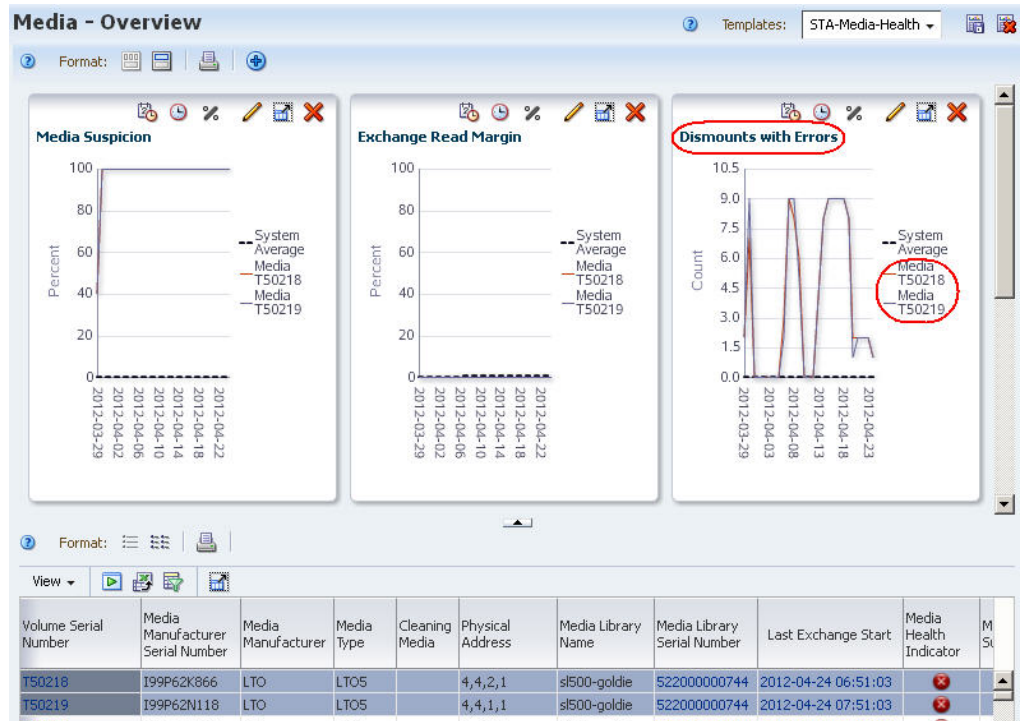 Media - Overview
Templates: STA-Media-Health
Format:
Media Suspicion
100
80
60
40
20
0
Percent
System
Average
Media
T50218
Media
T50219
2012-03-29
2012-04-02
2012-04-06
2012-04-10
2012-04-14
2012-04-18
2012-04-22
Exchange Read Margin
100
80
60
40
20
0
Percent
System
Average
Media
T50218
Media
T50219
2012-03-29
2012-04-02
2012-04-06
2012-04-10
2012-04-14
2012-04-18
2012-04-22
Dismounts with Errors
10.5
9.0
7.5
6.0
4.5
3.0
1.5
0.0
Count
System
Average
Media
T50218
Media
T50219
2012-03-29
2012-04-03
2012-04-08
2012-04-13
2012-04-18
2012-04-23
Format:
View
Volume Serial Number
Media Manufacturer Serial Number
Media Manufacturer
Media Type
Cleaning Media
Physical Address
Media Library Name
Media Library Serial Number
Last Exchange Start
Media Health Indicator
T50218 I99P62K866 LTO LTO5 4,4,2,1 sl500-goldie 522000000744 2012-04-24 06:51:03
T50219 I99P62N118 LTO LTO5 4,4,1,1 sl500-goldie 522000000744 2012-04-24 07:51:03